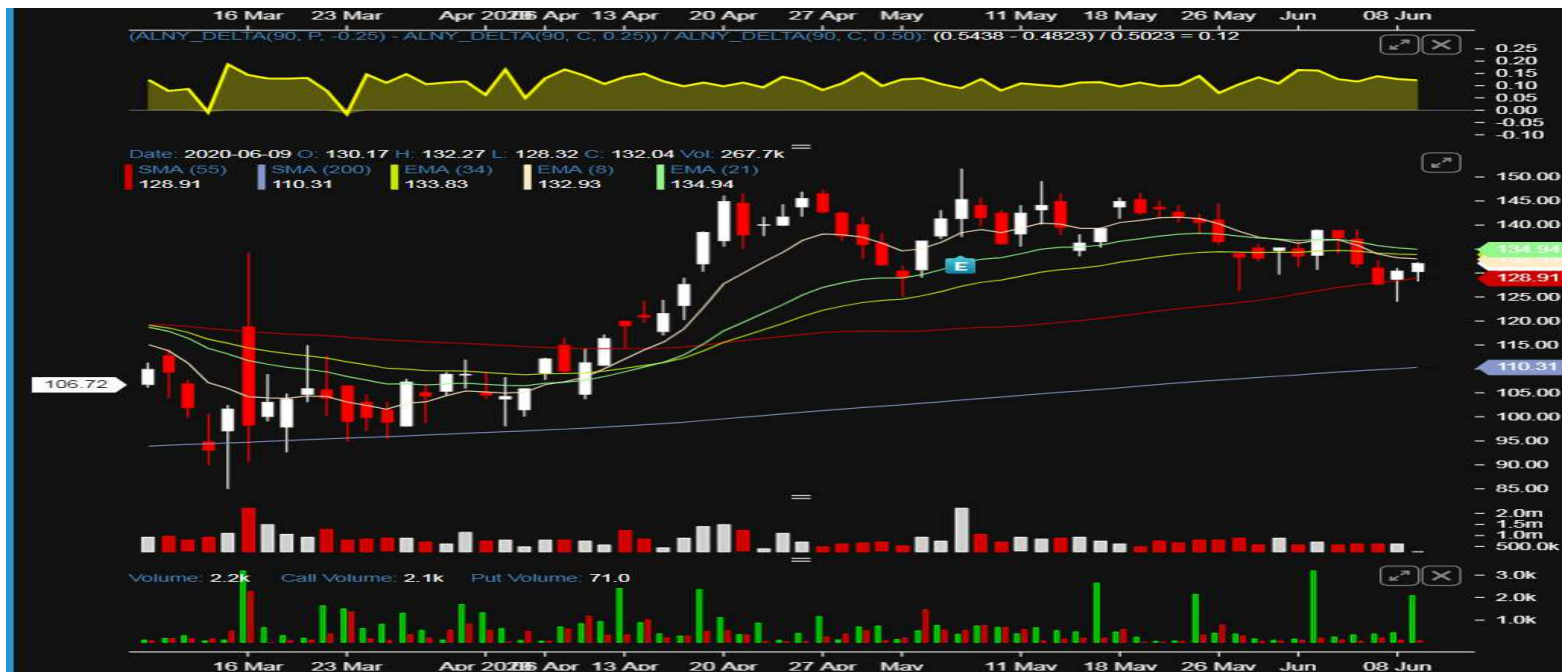 16 Mar 23 Mar 13 Apr 20 Apr 27 Apr May 11 May 18 May 26 May Jun 08 Jun
(ALNY_DELTA(90, P, -0.25) - ALNY_DELTA(90, C, 0.25)) / ALNY_DELTA(90, C, 0.50): (0.5438 - 0.4823) / 0.5023 = 0.12
0.25
0.20
0.15
0.10
0.05
0.00
-0.05
-0.10
Date: 2020-06-09 O: 130.17 H: 132.27 L: 128.32 C: 132.04 Vol: 267.7k
SMA (55) SMA (200) EMA (34) EMA (8) EMA (21)
128.91 110.31 133.83 132.93 134.94
150.00
145.00
140.00
134.94
E
128.91
125.00
120.00
115.00
110.31
106.72
105.00
100.00
95.00
90.00
85.00
2.0m
1.5m
1.0m
500.0k
Volume: 2.2k Call Volume: 2.1k Put Volume: 71.0
3.0k
2.0k
1.0k
16 Mar 23 Mar 13 Apr 20 Apr 27 Apr May 11 May 18 May 26 May Jun 08 Jun